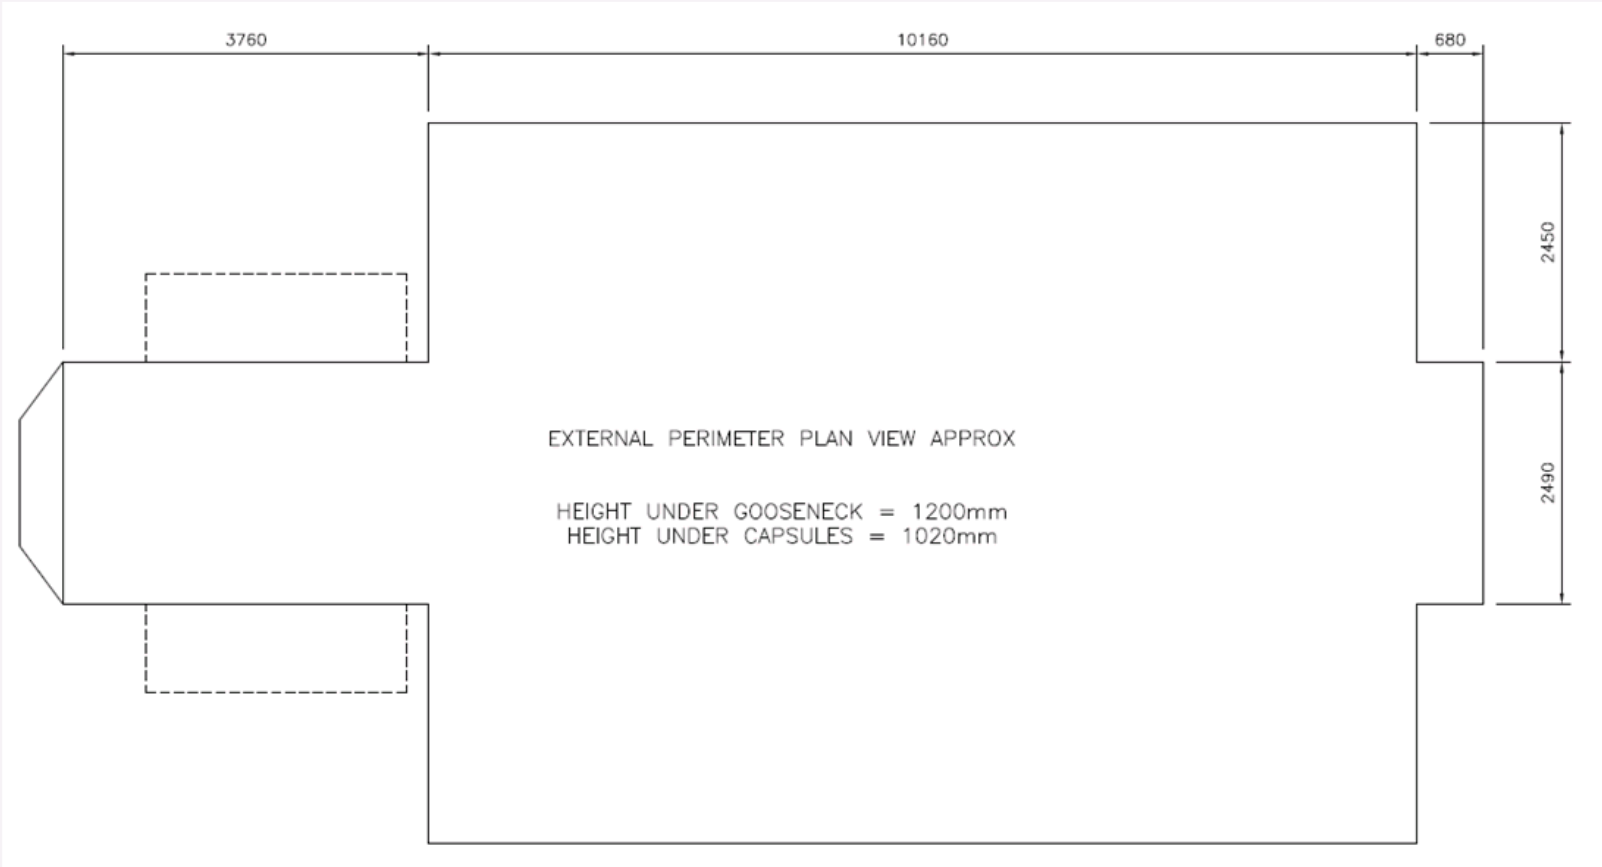 3760
10160
680
2450
EXTERNAL PERIMETER PLAN VIEW APPROX
2490
HEIGHT UNDER GOOSENECK = 1200mm
HEIGHT UNDER CAPSULES = 1020mm